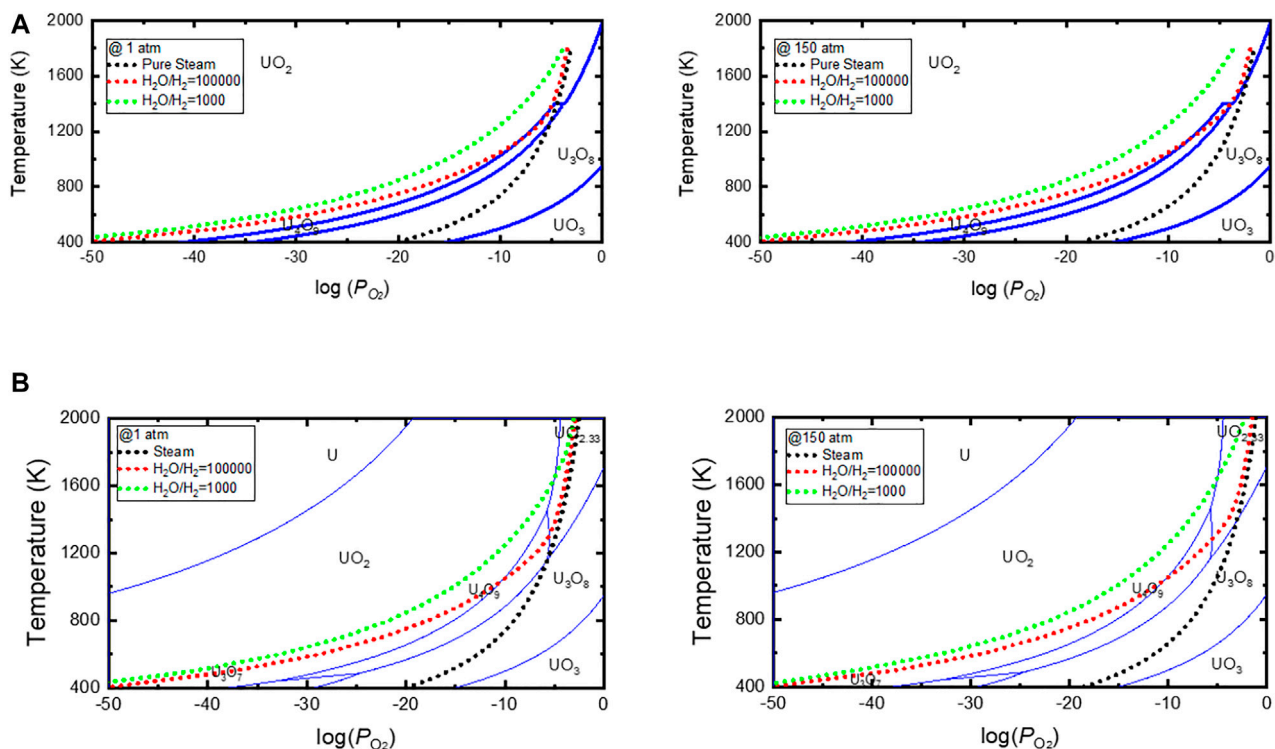 A
@ 1 atm
Pure Steam
H₂O/H₂=100000
H₂O/H₂=1000
UO₂
U₄O₉
U₃O₈
UO₃
2000
1600
1200
800
400
Temperature (K)
-50 -40 -30 -20 -10 0
log (P_O₂)
@ 150 atm
Pure Steam
H₂O/H₂=100000
H₂O/H₂=1000
UO₂
U₄O₉
U₃O₈
UO₃
2000
1600
1200
800
400
Temperature (K)
-50 -40 -30 -20 -10 0
log (P_O₂)
B
@1 atm
Steam
H₂O/H₂=100000
H₂O/H₂=1000
U
UO₂.₃₃
UO₂
U₄O₉
U₃O₈
U₃O₇
UO₃
2000
1600
1200
800
400
Temperature (K)
-50 -40 -30 -20 -10 0
log(P_O₂)
@150 atm
Steam
H₂O/H₂=100000
H₂O/H₂=1000
U
UO₂.₃₃
UO₂
U₄O₉
U₃O₈
U₃O₇
UO₃
2000
1600
1200
800
400
Temperature (K)
-50 -40 -30 -20 -10 0
log(P_O₂)